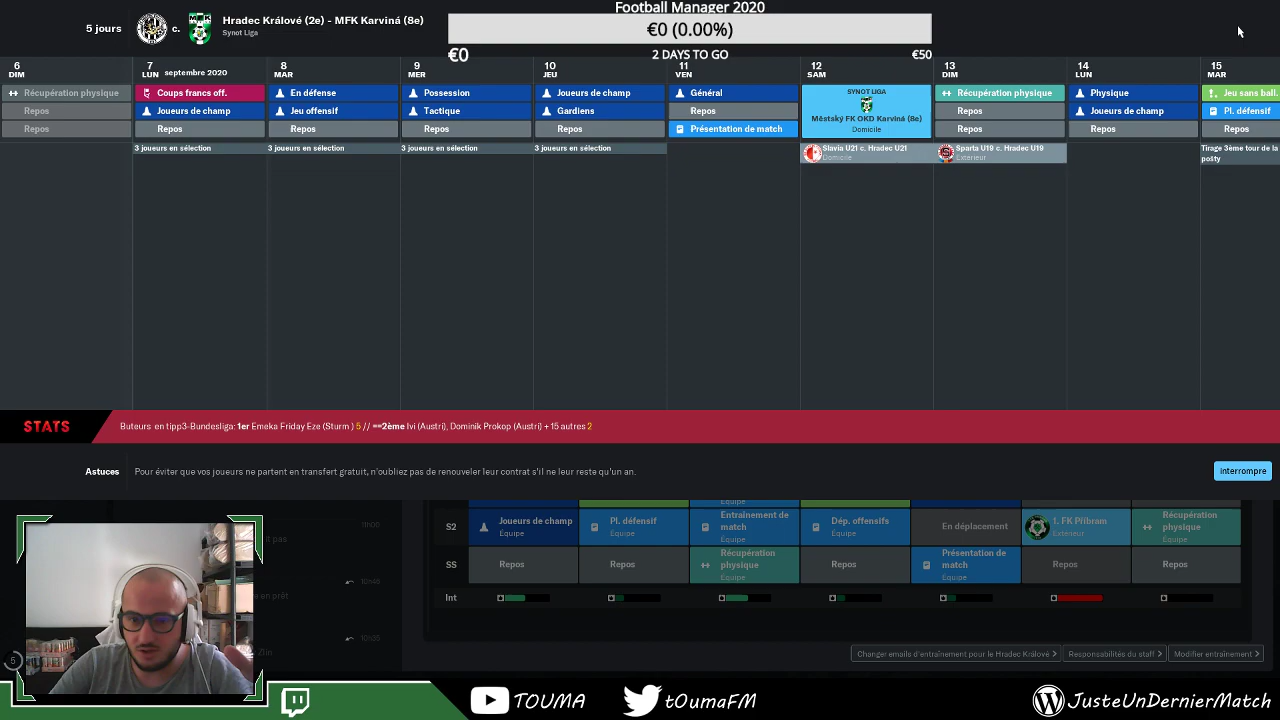 Football Manager 2020
5 jours
c.
Hradec Králové (2e) - MFK Karviná (8e)
Synot Liga
€0 (0.00%)
€0
2 DAYS TO GO
€50
6
DIM
7
LUN
septembre 2020
8
MAR
9
MER
10
JEU
11
VEN
12
SAM
13
DIM
14
LUN
15
MAR
Récupération physique
Coups francs off.
En défense
Possession
Joueurs de champ
Général
SYNOT LIGA
Městský FK OKD Karviná (8e)
Domicile
Récupération physique
Physique
Jeu sans ball.
Repos
Joueurs de champ
Jeu offensif
Tactique
Gardiens
Repos
Repos
Joueurs de champ
Pl. défensif
Repos
Repos
Repos
Repos
Repos
Présentation de match
Repos
Repos
Repos
3 joueurs en sélection
3 joueurs en sélection
3 joueurs en sélection
3 joueurs en sélection
Slavia U21 c. Hradec U21
Domicile
Sparta U19 c. Hradec U19
Extérieur
Tirage 3ème tour de la
pošty
STATS
Buteurs en tipp3-Bundesliga: 1er Emeka Friday Eze (Sturm ) 5 // ==2ème Ivi (Austri), Dominik Prokop (Austri) + 15 autres 2
Astuces
Pour éviter que vos joueurs ne partent en transfert gratuit, n'oubliez pas de renouveler leur contrat s'il ne leur reste qu'un an.
Interrompre
11h00
it pas
10h40
e en prêt
10h35
Zlín
S2
Joueurs de champ
Équipe
Pl. défensif
Équipe
Entraînement de
match
Équipe
Dép. offensifs
Équipe
En déplacement
1. FK Příbram
Extérieur
Récupération
physique
Équipe
SS
Repos
Repos
Récupération
physique
Équipe
Repos
Présentation de
match
Équipe
Repos
Repos
Int
Changer emails d'entraînement pour le Hradec Králové
Responsabilités du staff
Modifier entraînement
TOUMA
tOumaFM
JusteUnDernierMatch